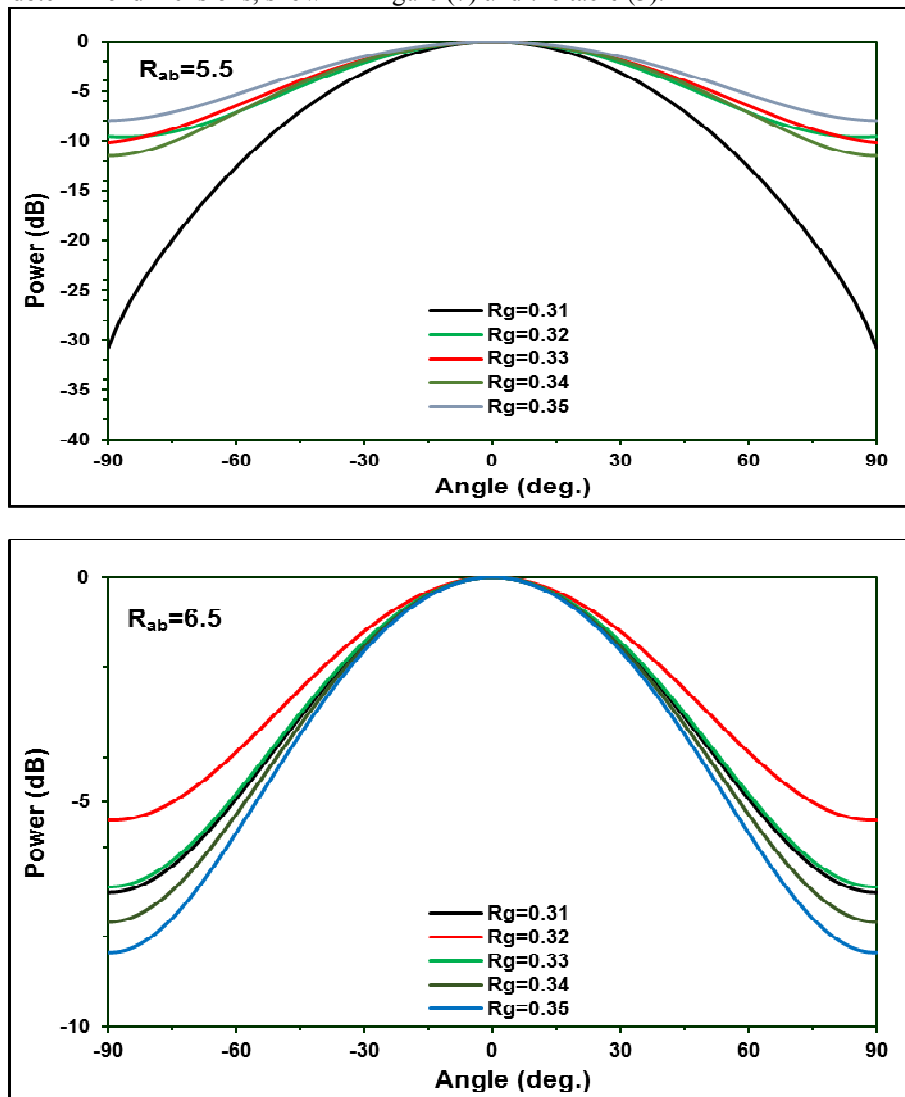 R_ab=5.5
0
-5
-10
-15
-20
-25
-30
-35
-40
Power (dB)
Rg=0.31
Rg=0.32
Rg=0.33
Rg=0.34
Rg=0.35
-90 -60 -30 0 30 60 90
Angle (deg.)
R_ab=6.5
0
-5
-10
Power (dB)
Rg=0.31
Rg=0.32
Rg=0.33
Rg=0.34
Rg=0.35
-90 -60 -30 0 30 60 90
Angle (deg.)